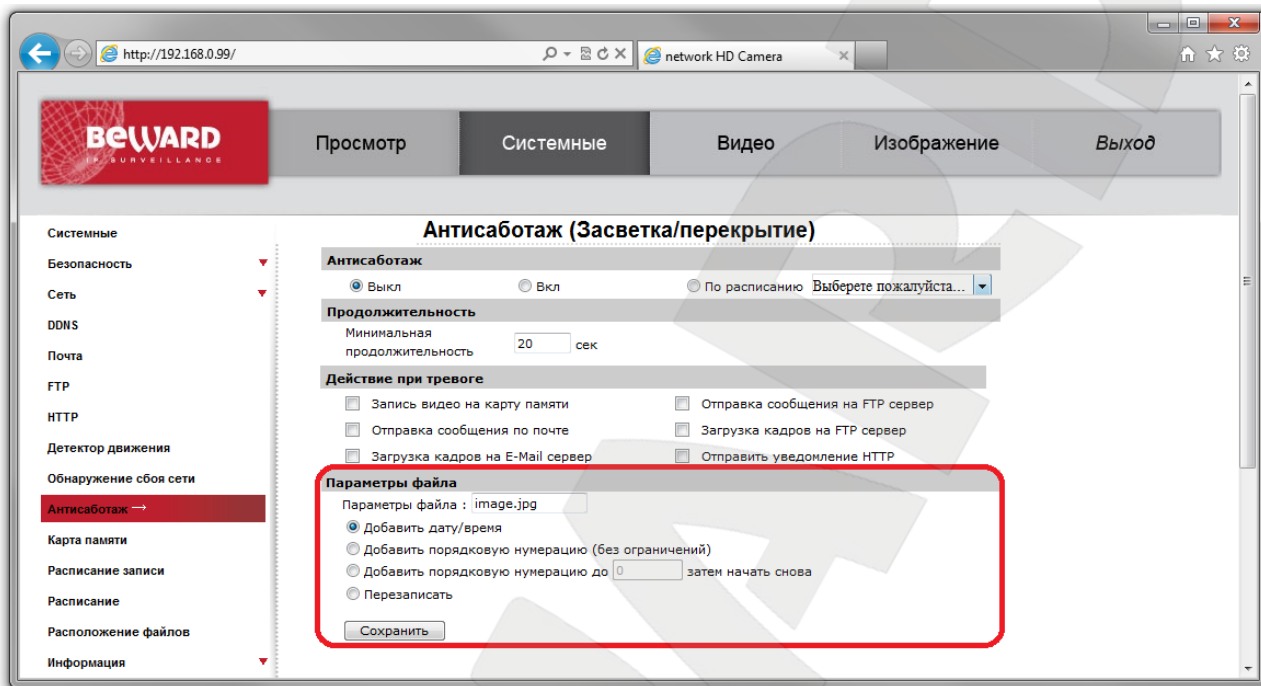 http://192.168.0.99/
network HD Camera
BEWARD
IP SURVEILLANCE
Просмотр
Системные
Видео
Изображение
Выход
Системные
Безопасность
Сеть
DDNS
Почта
FTP
HTTP
Детектор движения
Обнаружение сбоя сети
Антисаботаж →
Карта памяти
Расписание записи
Расписание
Расположение файлов
Информация
Антисаботаж (Засветка/перекрытие)
Антисаботаж
Выкл Вкл По расписанию Выберете пожалуйста...
Продолжительность
Минимальная
продолжительность 20 сек
Действие при тревоге
Запись видео на карту памяти Отправка сообщения на FTP сервер
Отправка сообщения по почте Загрузка кадров на FTP сервер
Загрузка кадров на E-Mail сервер Отправить уведомление HTTP
Параметры файла
Параметры файла : image.jpg
Добавить дату/время
Добавить порядковую нумерацию (без ограничений)
Добавить порядковую нумерацию до 0 затем начать снова
Перезаписать
Сохранить